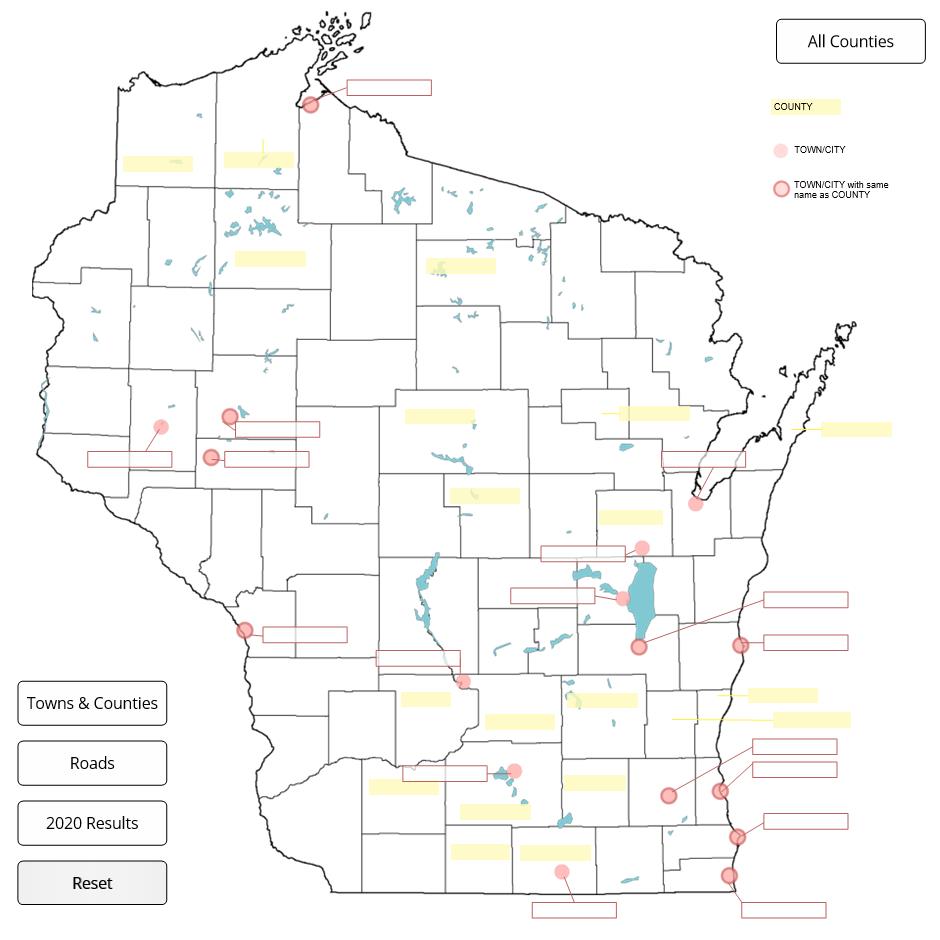 All Counties
COUNTY
TOWN/CITY
TOWN/CITY with same
name as COUNTY
Towns & Counties
Roads
2020 Results
Reset